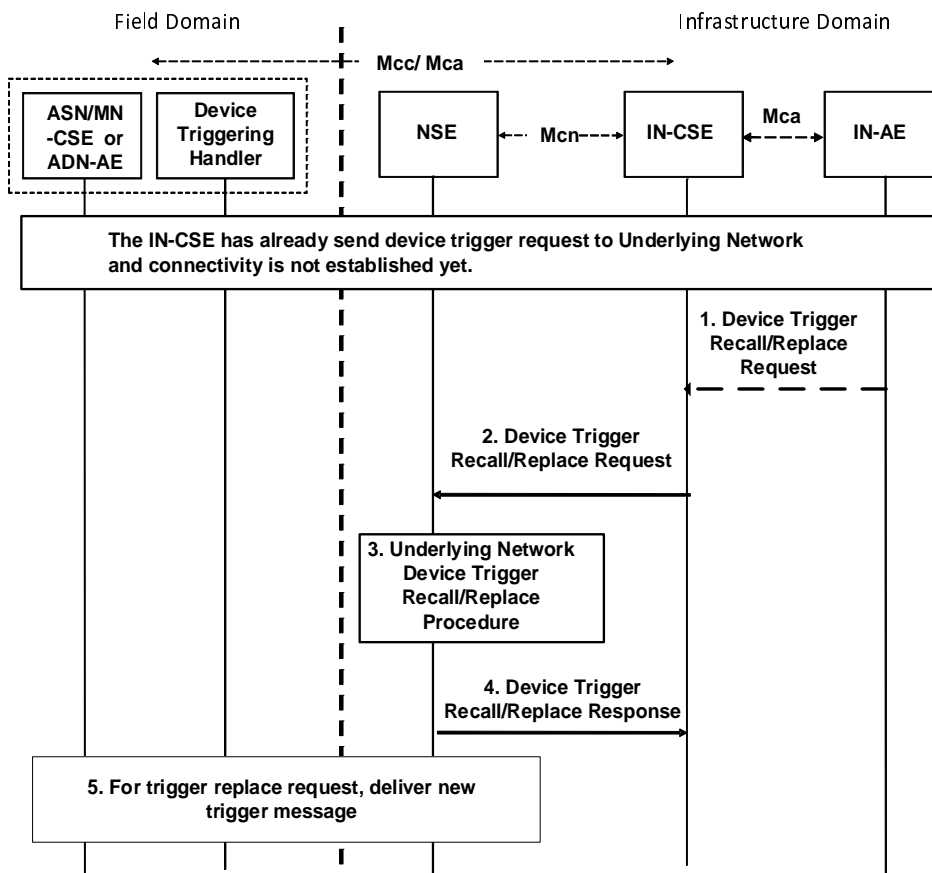 Field Domain
Infrastructure Domain
Mcc/ Mca
ASN/MN
-CSE or
ADN-AE
Device
Triggering
Handler
NSE
Mcn
IN-CSE
Mca
IN-AE
The IN-CSE has already send device trigger request to Underlying Network
and connectivity is not established yet.
1. Device Trigger
Recall/Replace
Request
2. Device Trigger
Recall/Replace Request
3. Underlying Network
Device Trigger
Recall/Replace
Procedure
4. Device Trigger
Recall/Replace Response
5. For trigger replace request, deliver new
trigger message